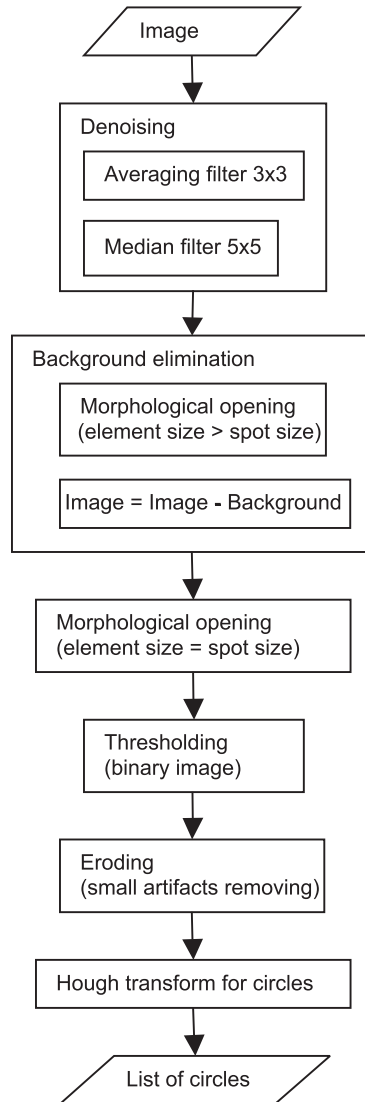 Image
Denoising
Averaging filter 3x3
Median filter 5x5
Background elimination
Morphological opening
(element size > spot size)
Image = Image - Background
Morphological opening
(element size = spot size)
Thresholding
(binary image)
Eroding
(small artifacts removing)
Hough transform for circles
List of circles